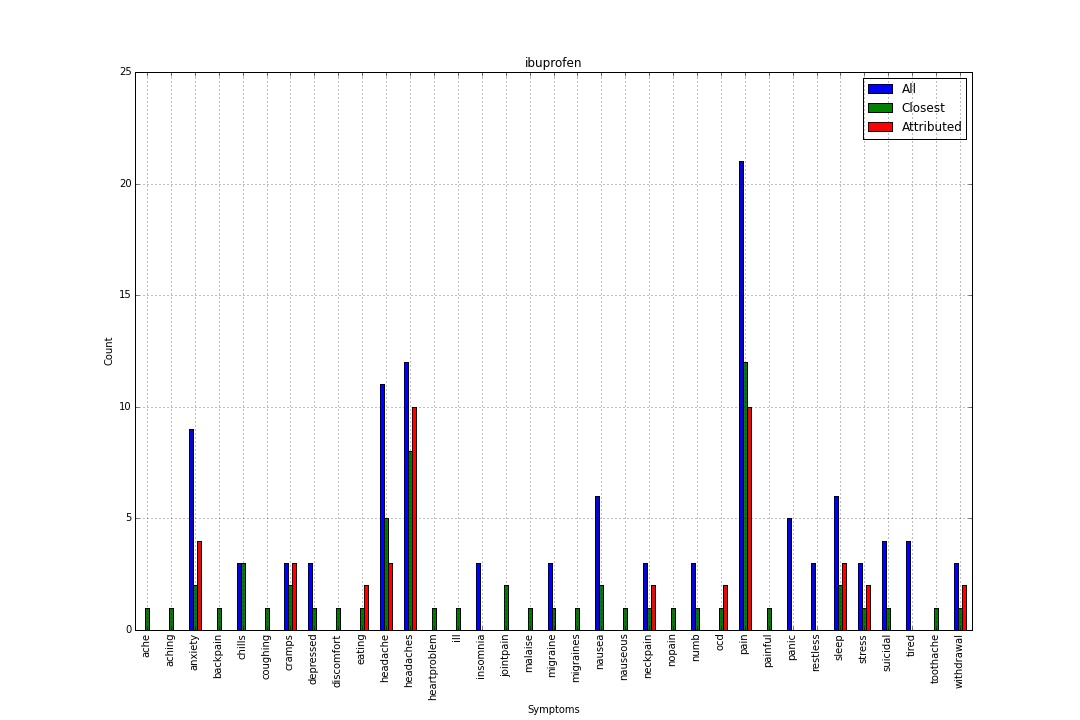 ibuprofen
25
20
15
10
5
0
Count
All
Closest
Attributed
ache
aching
anxiety
backpain
chills
coughing
cramps
depressed
discomfort
eating
headache
headaches
heartproblem
ill
insomnia
jointpain
malaise
migraine
migraines
nausea
nauseous
neckpain
nopain
numb
ocd
pain
painful
panic
restless
sleep
stress
suicidal
tired
toothache
withdrawal
Symptoms